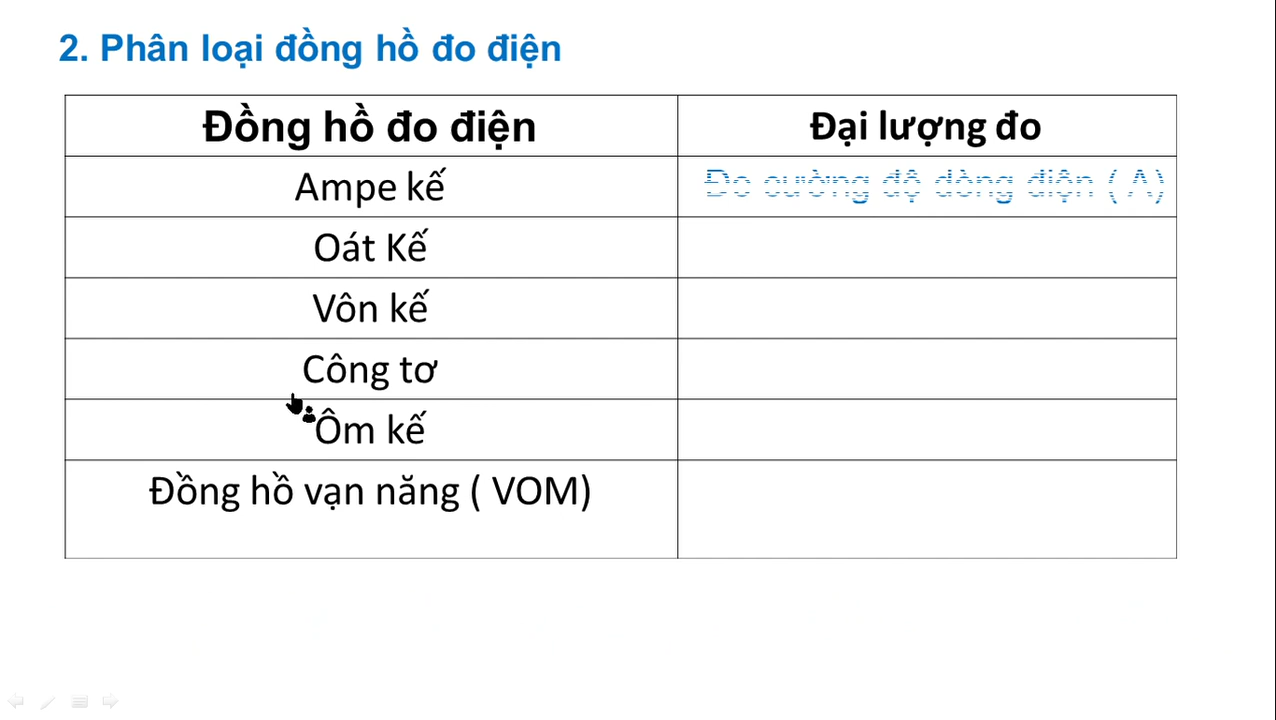 2. Phân loại đồng hồ đo điện
Đồng hồ đo điện
Đại lượng đo
Ampe kế
Đo cường độ dòng điện ( A)
Oát Kế
Vôn kế
Công tơ
Ôm kế
Đồng hồ vạn năng ( VOM)